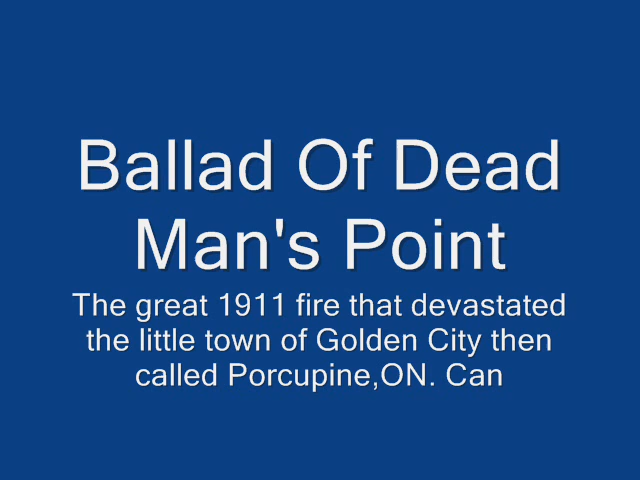 Ballad Of Dead
Man's Point
The great 1911 fire that devastated
the little town of Golden City then
called Porcupine,ON. Can